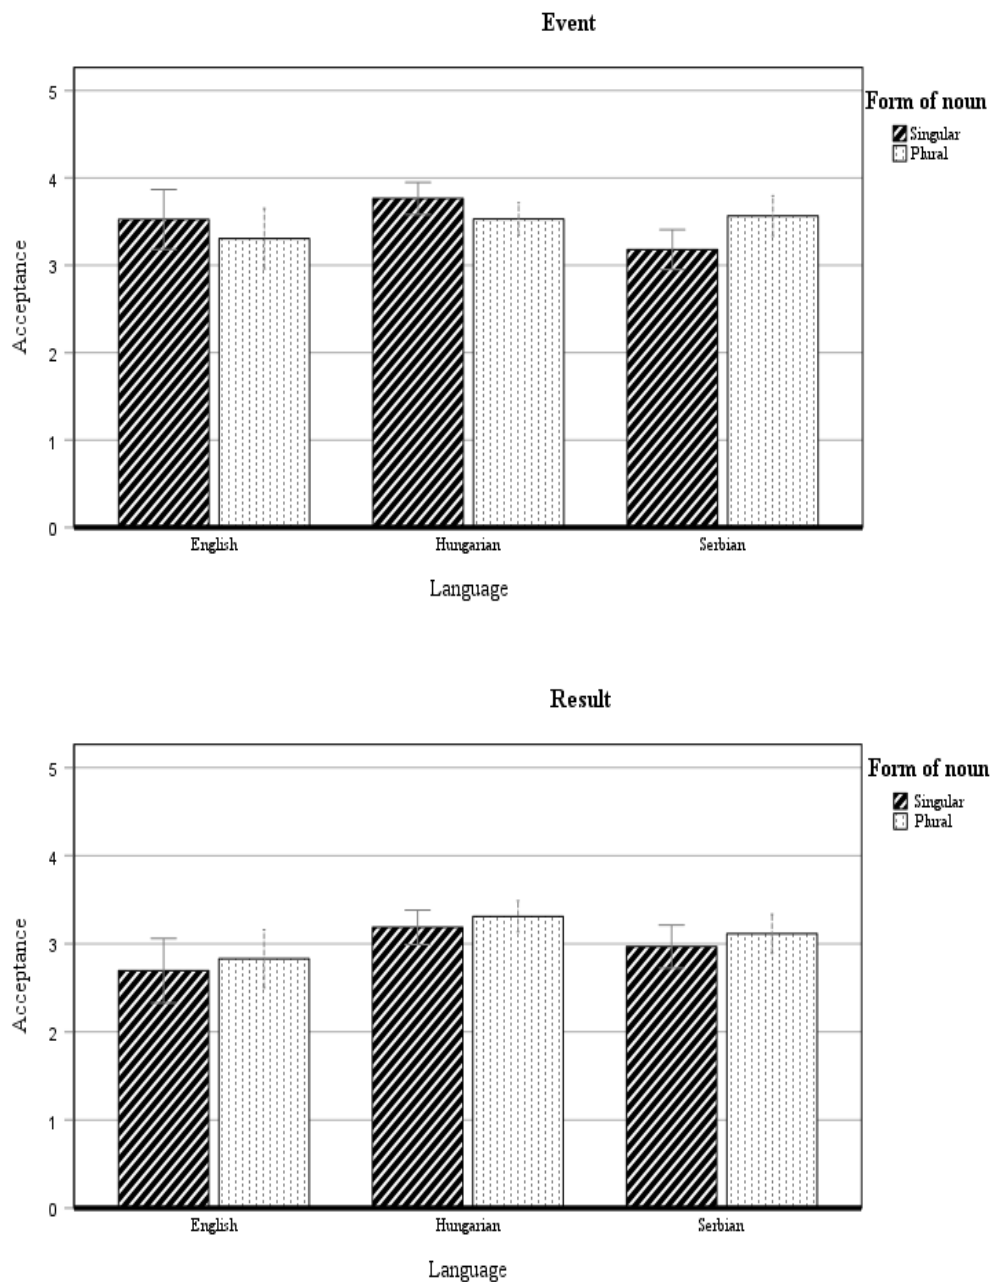 Event
5
4
3
2
1
0
Acceptance
English
Hungarian
Serbian
Language
Form of noun
Singular
Plural
Result
5
4
3
2
1
0
Acceptance
English
Hungarian
Serbian
Language
Form of noun
Singular
Plural